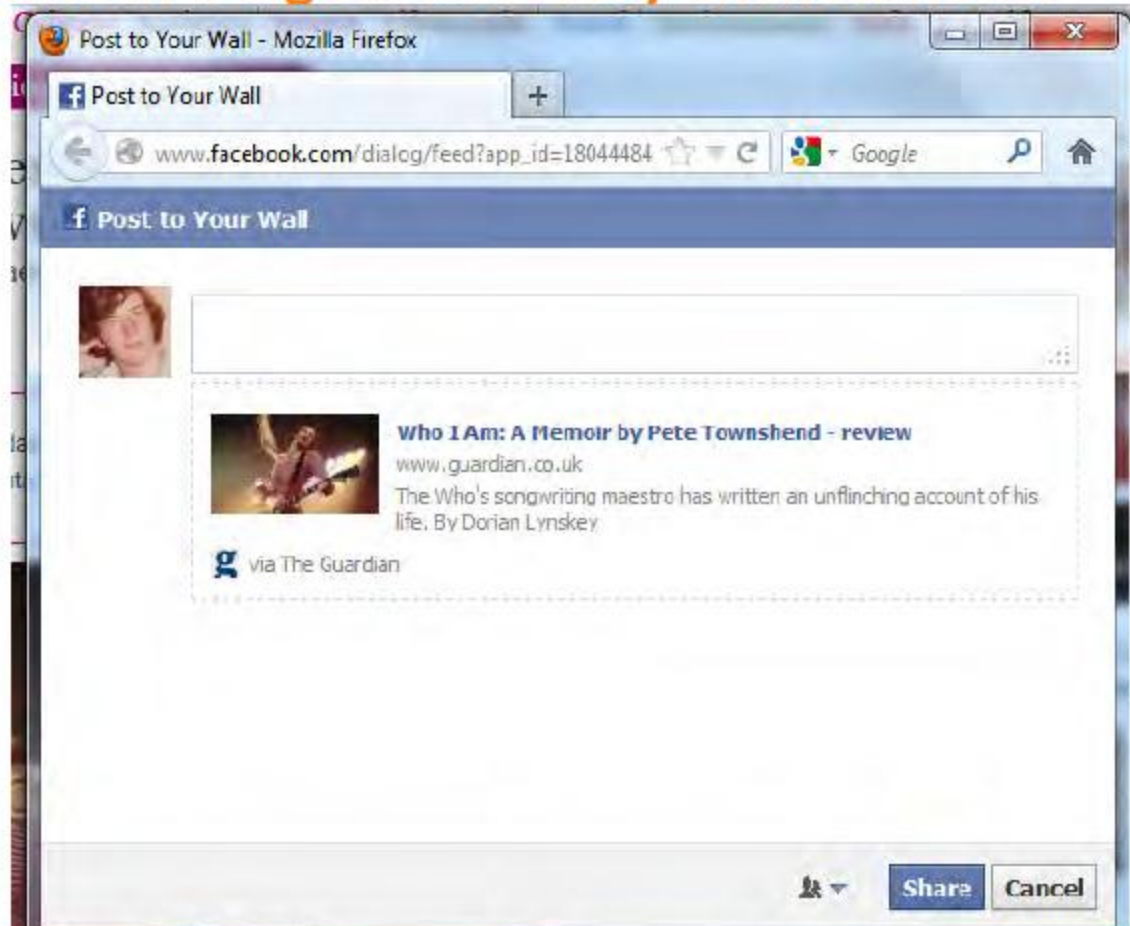 Post to Your Wall - Mozilla Firefox
Post to Your Wall
www.facebook.com/dialog/feed?app_id=18044484
Google
Post to Your Wall
Who I Am: A Memoir by Pete Townshend - review
www.guardian.co.uk
The Who's songwriting maestro has written an unflinching account of his
life. By Dorian Lynskey
g via The Guardian
Share Cancel